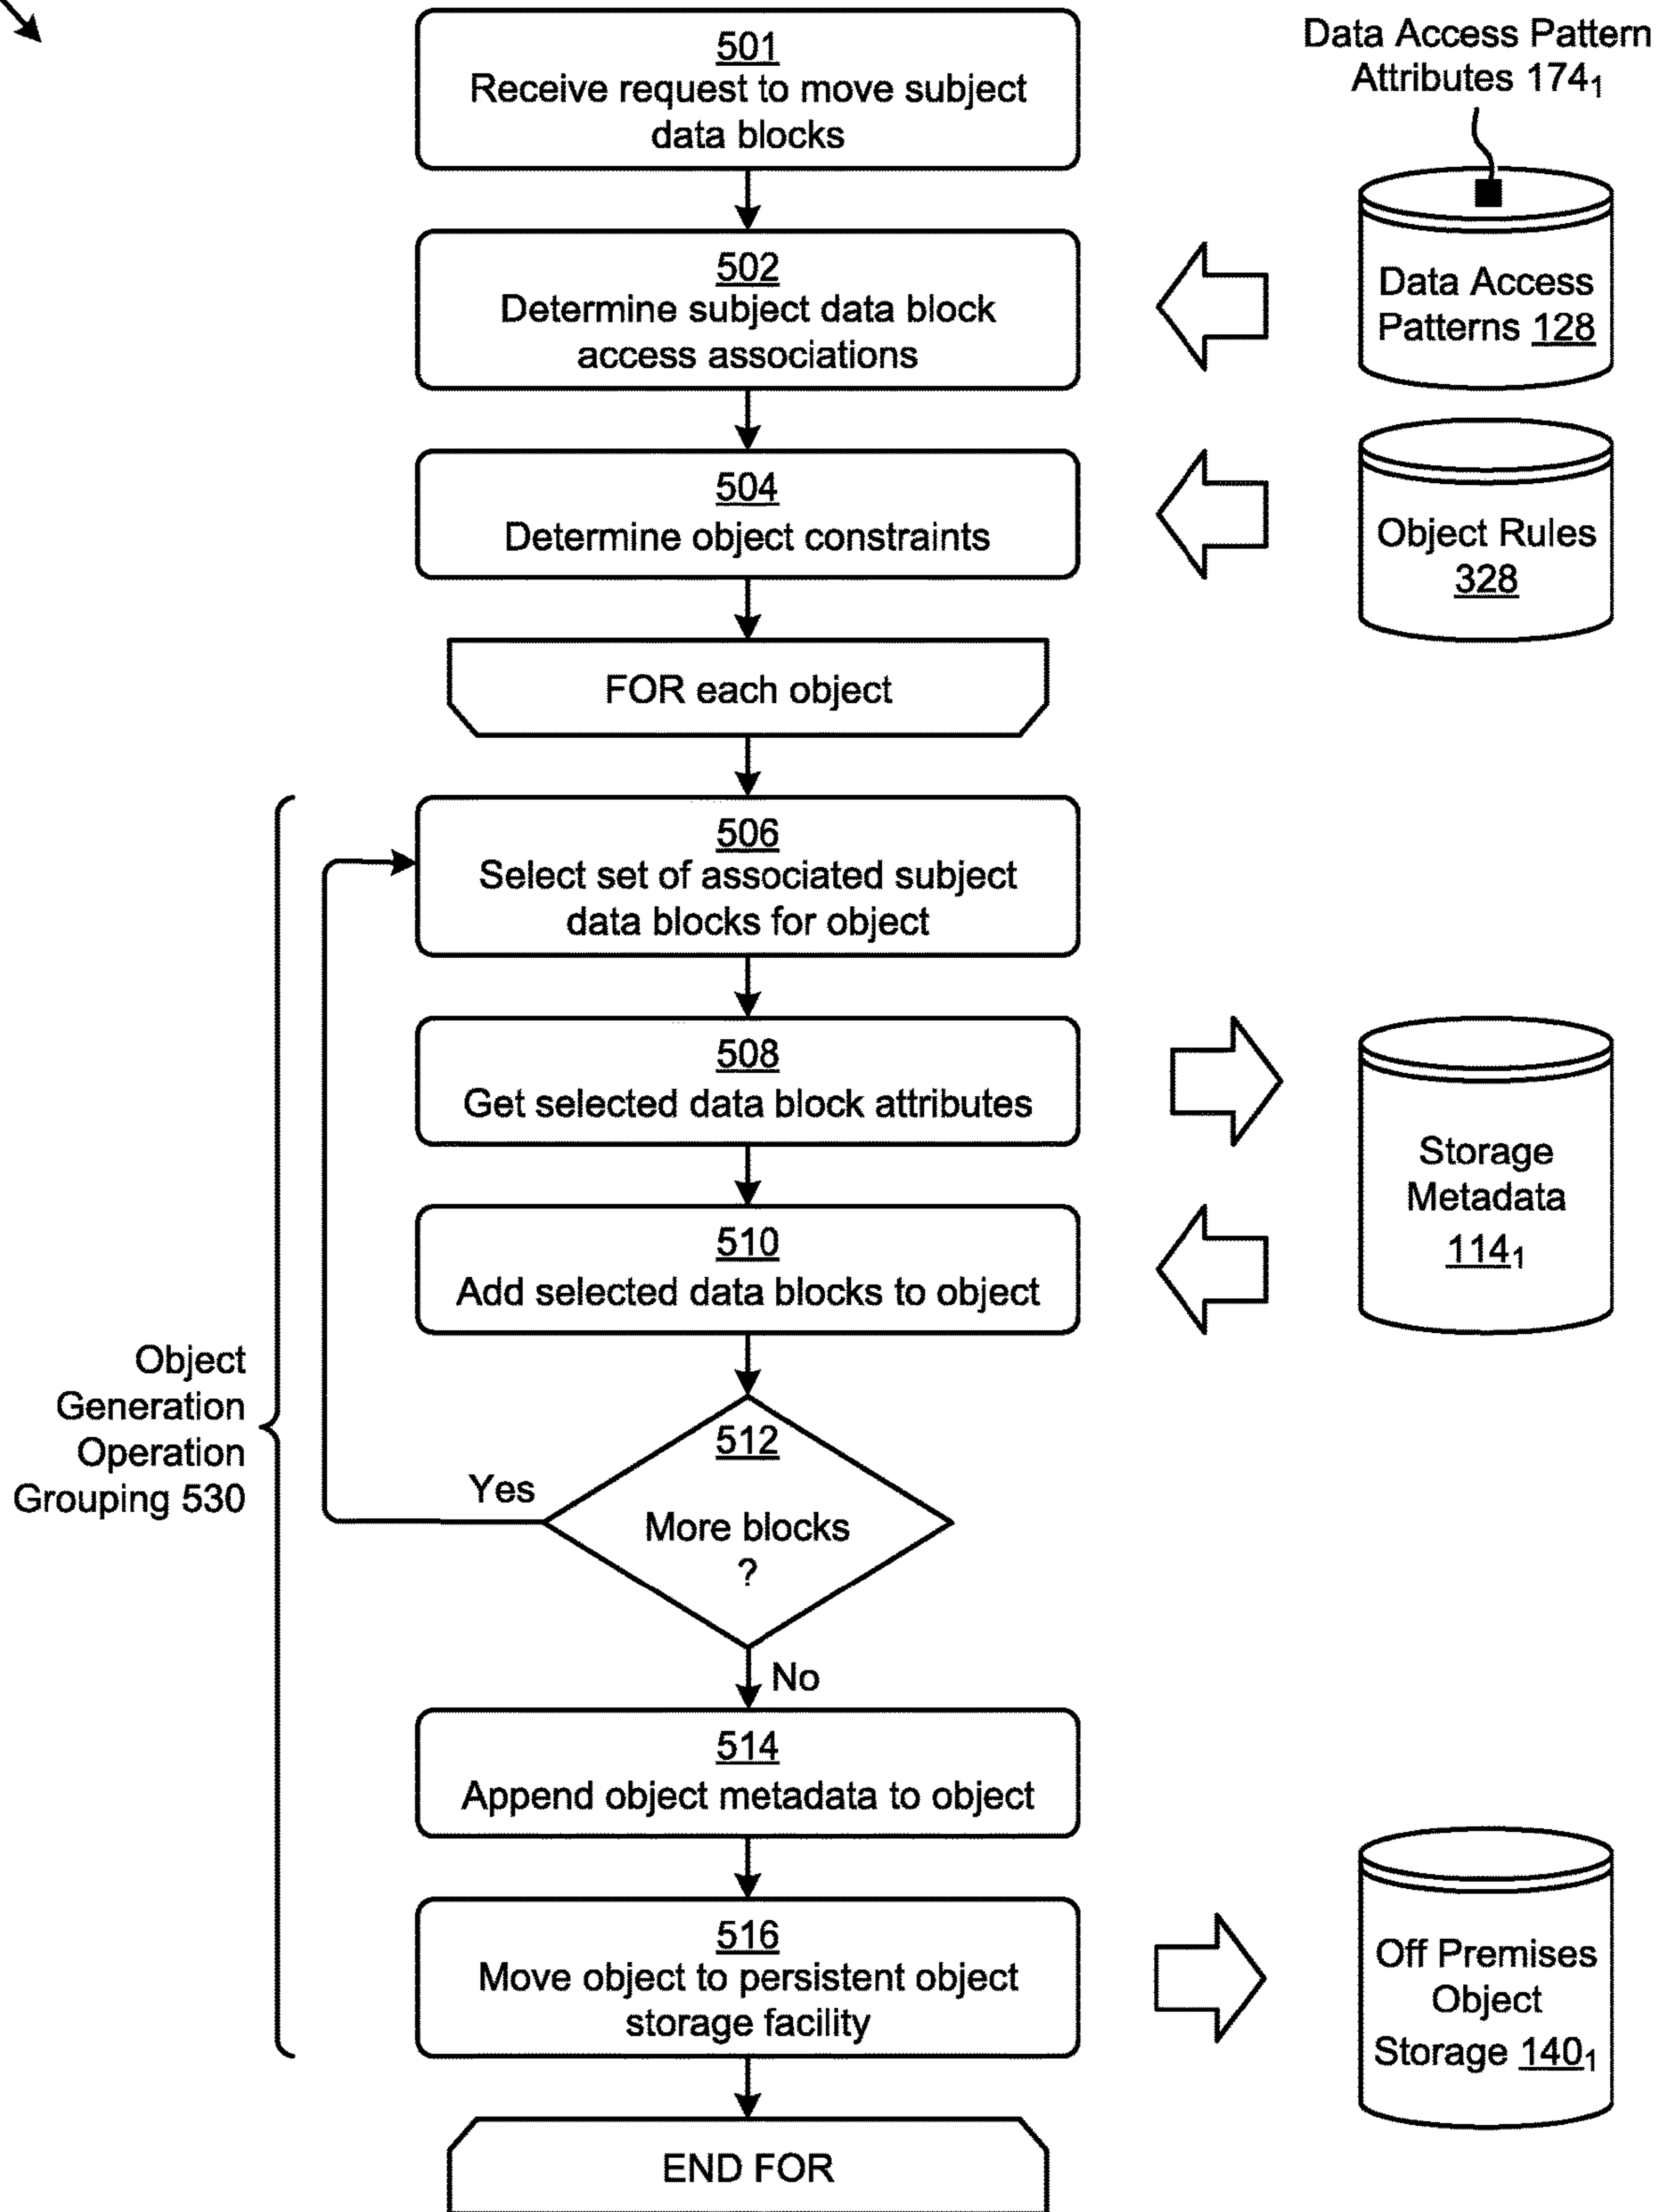 501
Receive request to move subject
data blocks
Data Access Pattern
Attributes 174₁
502
Determine subject data block
access associations
Data Access
Patterns 128
504
Determine object constraints
Object Rules
328
FOR each object
506
Select set of associated subject
data blocks for object
508
Get selected data block attributes
Storage
Metadata
114₁
510
Add selected data blocks to object
Object
Generation
Operation
Grouping 530
512
More blocks
?
Yes
No
514
Append object metadata to object
516
Move object to persistent object
storage facility
Off Premises
Object
Storage 140₁
END FOR